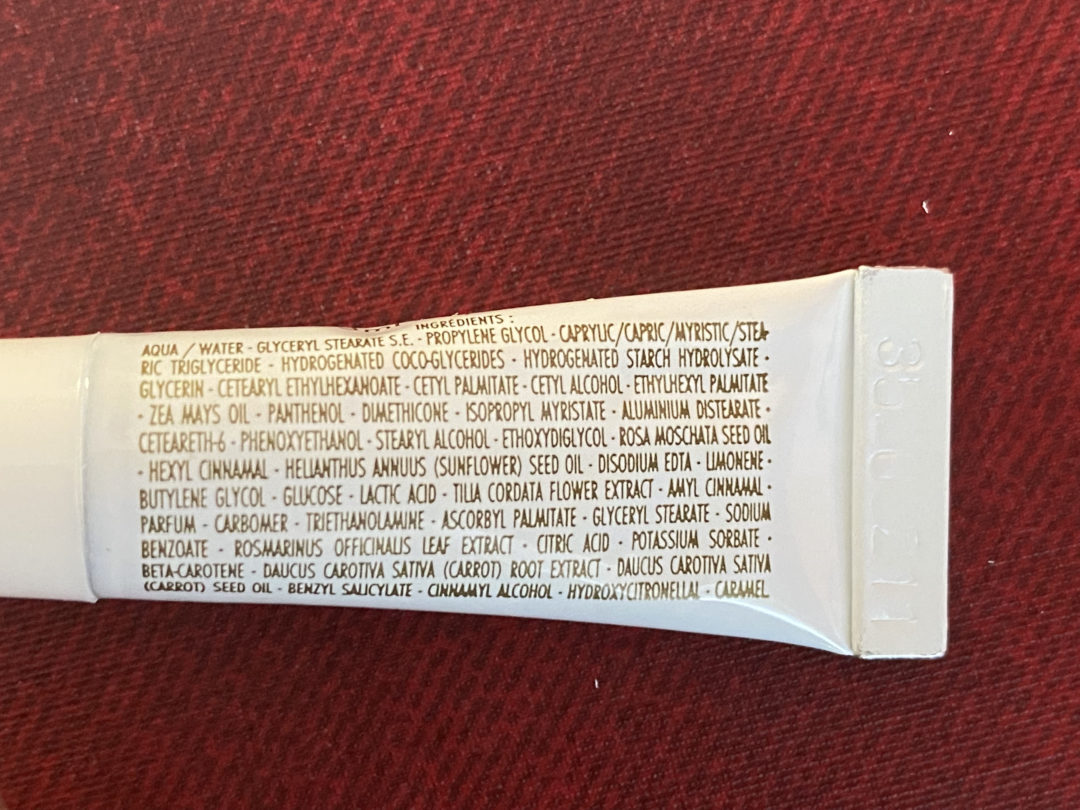 INGREDIENTS :
AQUA / WATER - GLYCERYL STEARATE S.E. - PROPYLENE GLYCOL - CAPRYLIC/CAPRIC/MYRISTIC/STEA-
RIC TRIGLYCERIDE - HYDROGENATED COCO-GLYCERIDES - HYDROGENATED STARCH HYDROLYSATE -
GLYCERIN - CETEARYL ETHYLHEXANOATE - CETYL PALMITATE - CETYL ALCOHOL - ETHYLHEXYL PALMITATE
- ZEA MAYS OIL - PANTHENOL - DIMETHICONE - ISOPROPYL MYRISTATE - ALUMINIUM DISTEARATE -
CETEARETH-6 - PHENOXYETHANOL - STEARYL ALCOHOL - ETHOXYDIGLYCOL - ROSA MOSCHATA SEED OIL
- HEXYL CINNAMAL - HELIANTHUS ANNUUS (SUNFLOWER) SEED OIL - DISODIUM EDTA - LIMONENE -
BUTYLENE GLYCOL - GLUCOSE - LACTIC ACID - TILIA CORDATA FLOWER EXTRACT - AMYL CINNAMAL -
PARFUM - CARBOMER - TRIETHANOLAMINE - ASCORBYL PALMITATE - GLYCERYL STEARATE - SODIUM
BENZOATE - ROSMARINUS OFFICINALIS LEAF EXTRACT - CITRIC ACID - POTASSIUM SORBATE -
BETA-CAROTENE - DAUCUS CAROTIVA SATIVA (CARROT) ROOT EXTRACT - DAUCUS CAROTIVA SATIVA
(CARROT) SEED OIL - BENZYL SALICYLATE - CINNAMYL ALCOHOL - HYDROXYCITRONELLAL - CARAMEL